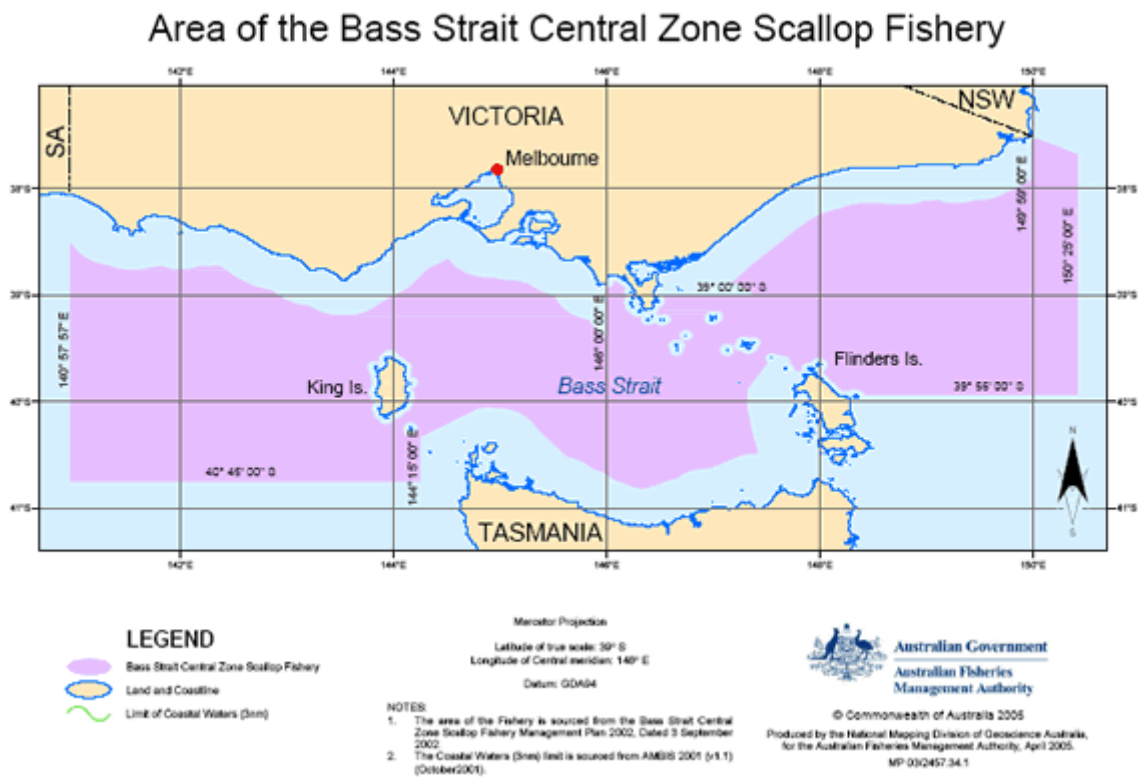 Area of the Bass Strait Central Zone Scallop Fishery
142°E 144°E 146°E 148°E 150°E
SA
VICTORIA
NSW
Melbourne
38°S
38°S
149° 59' 00" E
150° 25' 00" E
39° 00' 00" S
39°S
39°S
140° 57' 57" E
146° 00' 00" E
Flinders Is.
King Is.
Bass Strait
39° 56' 00" S
40°S
40°S
144° 15' 00" E
40° 45' 00" S
N
S
41°S
41°S
TASMANIA
142°E 144°E 146°E 148°E 150°E
LEGEND
Bass Strait Central Zone Scallop Fishery
Land and Coastline
Limit of Coastal Waters (3nm)
Mercator Projection
Latitude of true scale: 39° S
Longitude of Central meridian: 146° E
Datum: GDA94
NOTES:
1. The area of the Fishery is sourced from the Bass Strait Central
Zone Scallop Fishery Management Plan 2002, Dated 3 September
2002.
2. The Coastal Waters (3nm) limit is sourced from AMBIS 2001 (v1.1)
(October2001).
Australian Government
Australian Fisheries
Management Authority
© Commonwealth of Australia 2005
Produced by the National Mapping Division of Geoscience Australia,
for the Australian Fisheries Management Authority, April 2005.
MP 03/2457.34.1